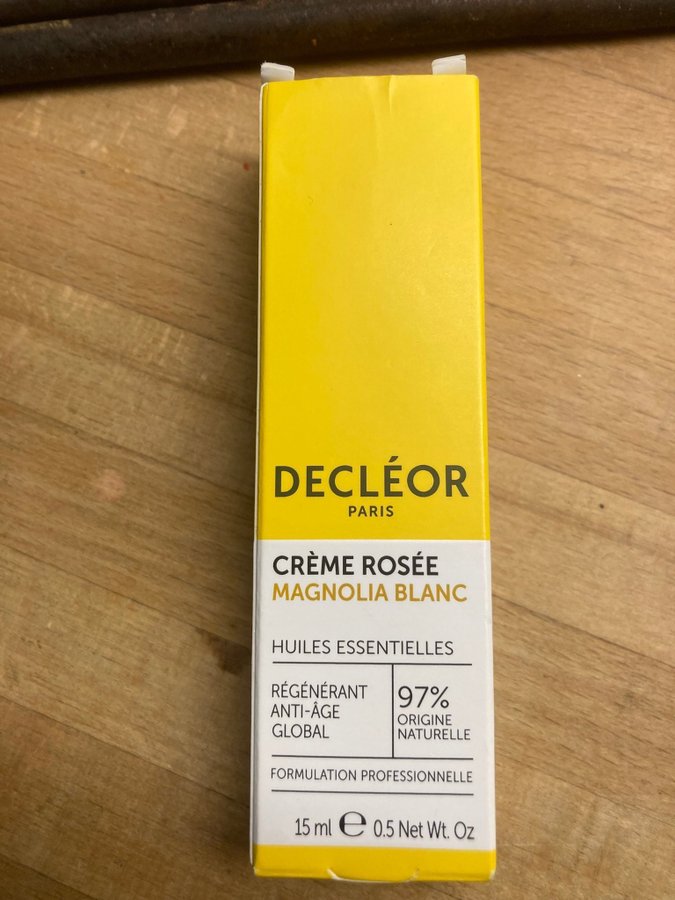 DECLÉOR
PARIS
CRÈME ROSÉE
MAGNOLIA BLANC
HUILES ESSENTIELLES
RÉGÉNÉRANT
ANTI-ÂGE
GLOBAL
97%
ORIGINE
NATURELLE
FORMULATION PROFESSIONNELLE
15 ml ℮ 0.5 Net Wt. Oz